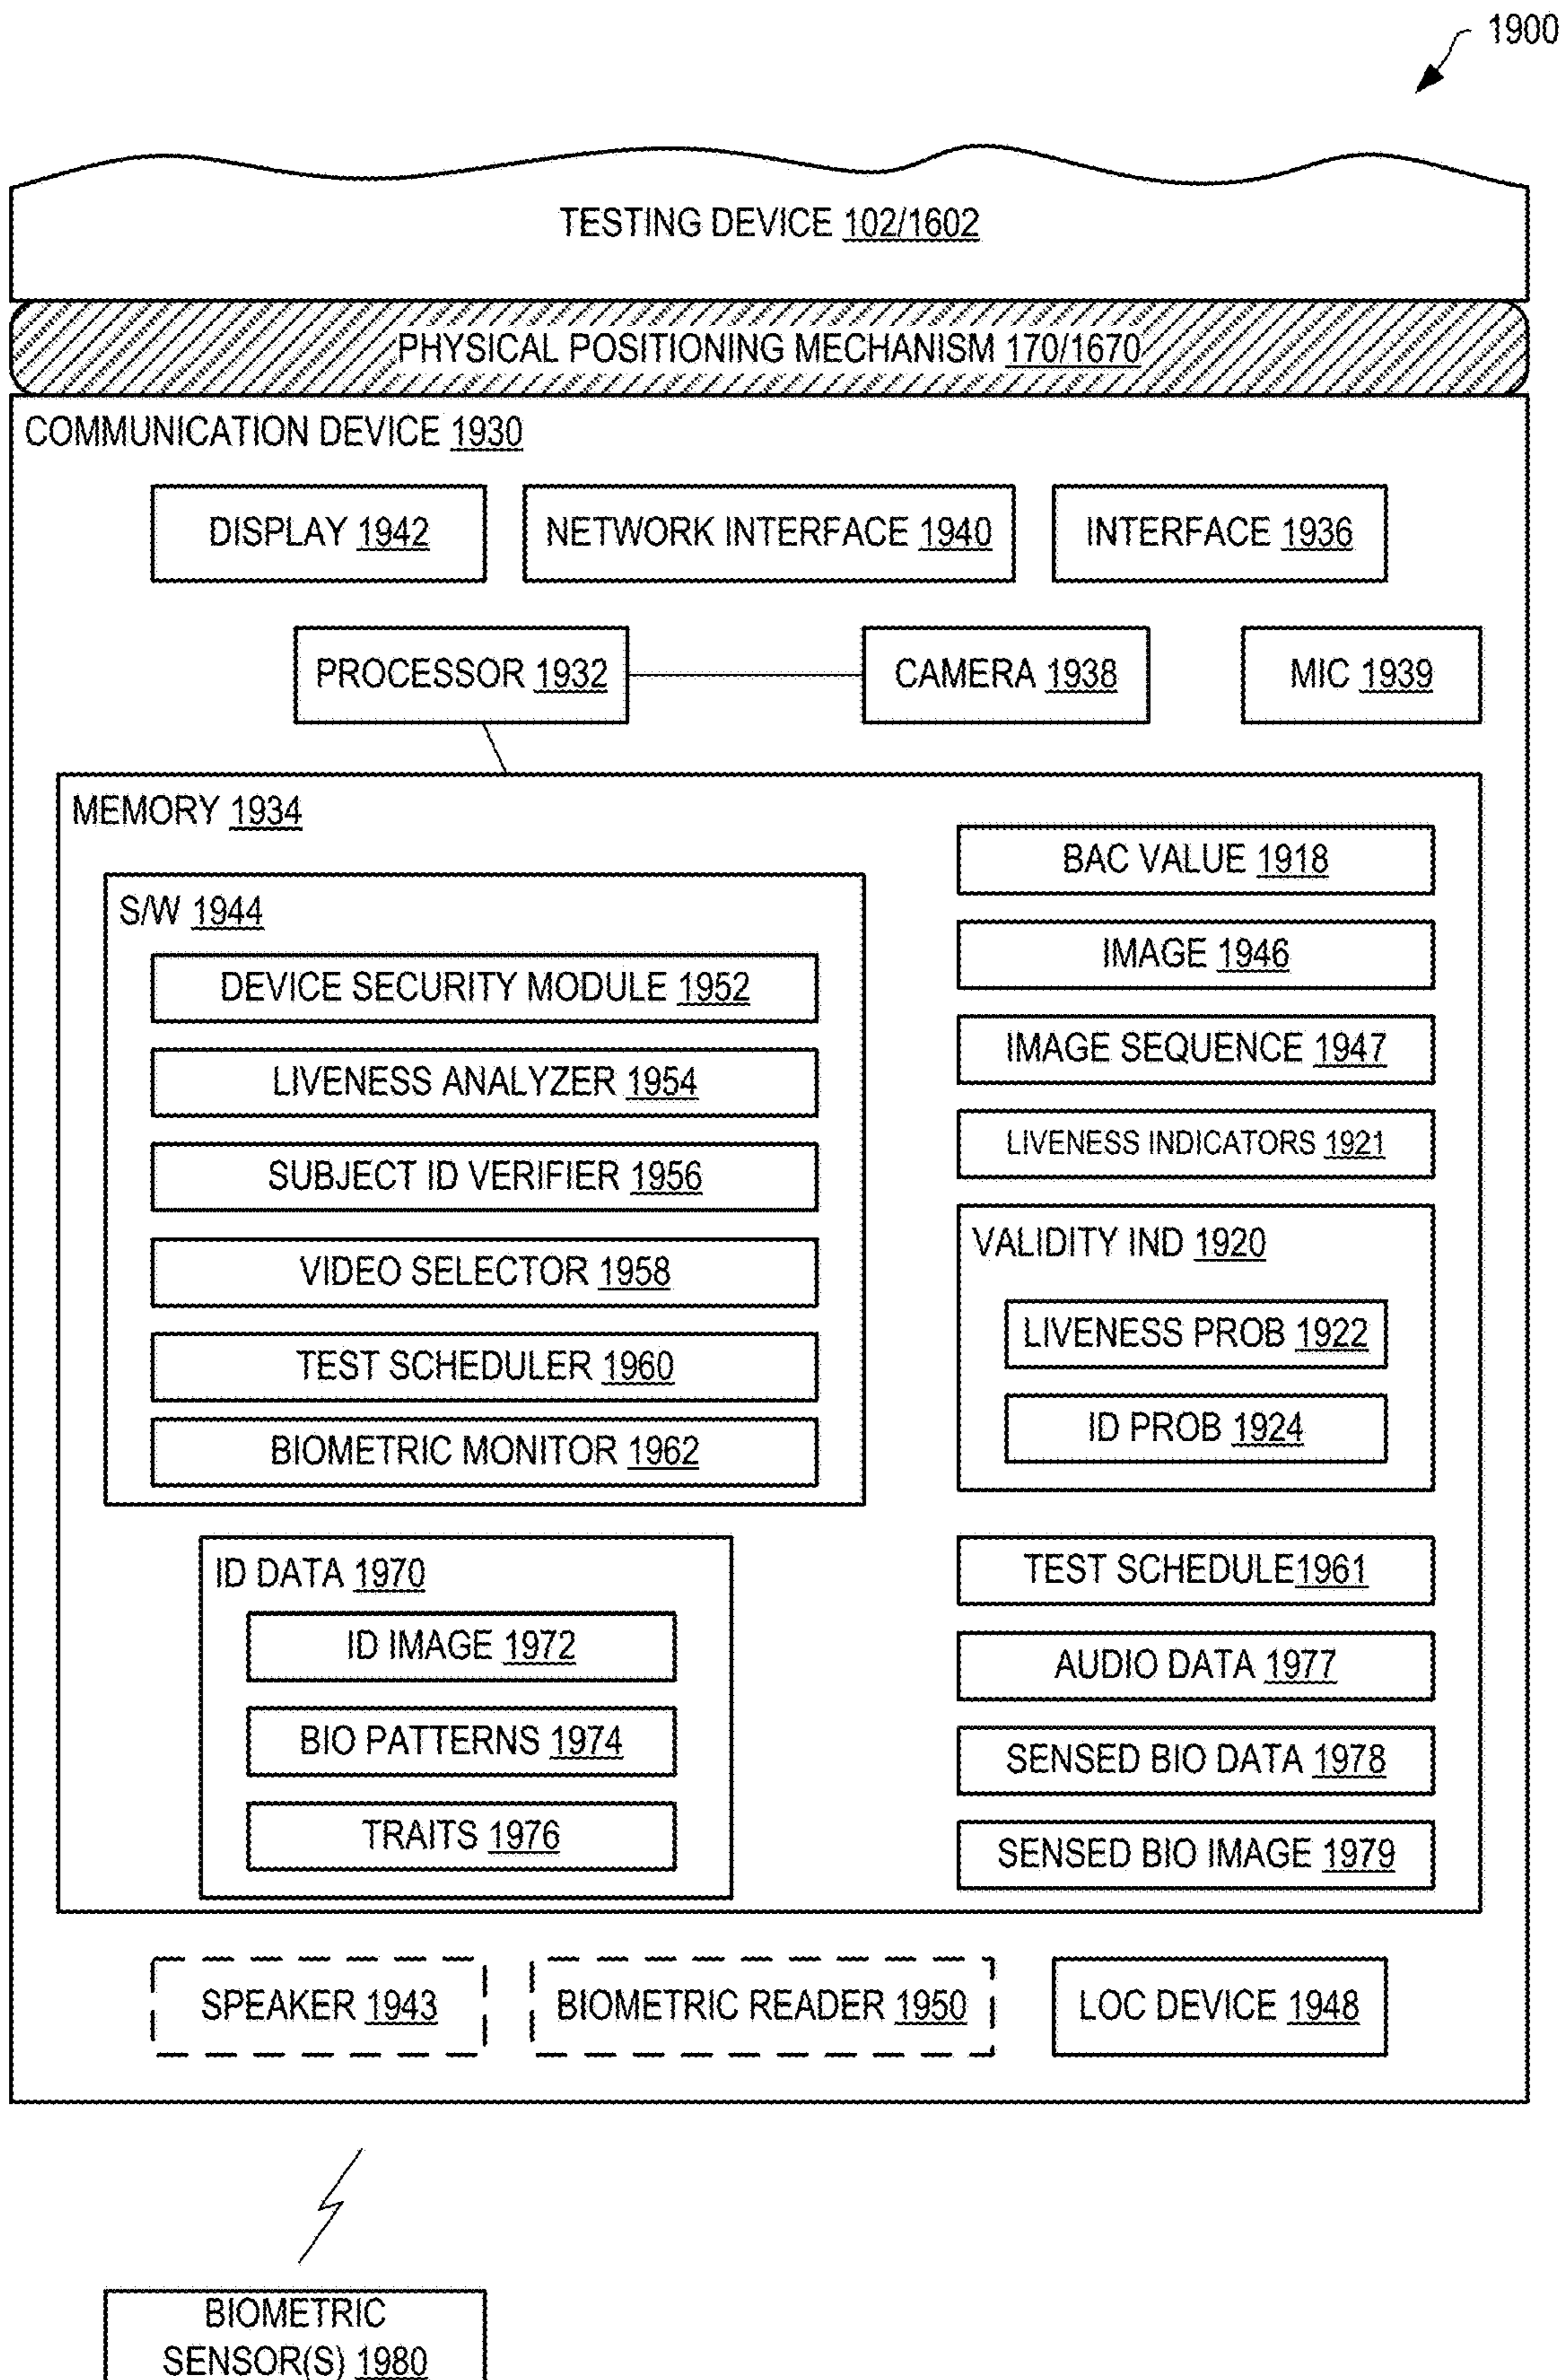 1900
TESTING DEVICE 102/1602
PHYSICAL POSITIONING MECHANISM 170/1670
COMMUNICATION DEVICE 1930
DISPLAY 1942
NETWORK INTERFACE 1940
INTERFACE 1936
PROCESSOR 1932
CAMERA 1938
MIC 1939
MEMORY 1934
S/W 1944
DEVICE SECURITY MODULE 1952
LIVENESS ANALYZER 1954
SUBJECT ID VERIFIER 1956
VIDEO SELECTOR 1958
TEST SCHEDULER 1960
BIOMETRIC MONITOR 1962
ID DATA 1970
ID IMAGE 1972
BIO PATTERNS 1974
TRAITS 1976
BAC VALUE 1918
IMAGE 1946
IMAGE SEQUENCE 1947
LIVENESS INDICATORS 1921
VALIDITY IND 1920
LIVENESS PROB 1922
ID PROB 1924
TEST SCHEDULE1961
AUDIO DATA 1977
SENSED BIO DATA 1978
SENSED BIO IMAGE 1979
SPEAKER 1943
BIOMETRIC READER 1950
LOC DEVICE 1948
BIOMETRIC
SENSOR(S) 1980